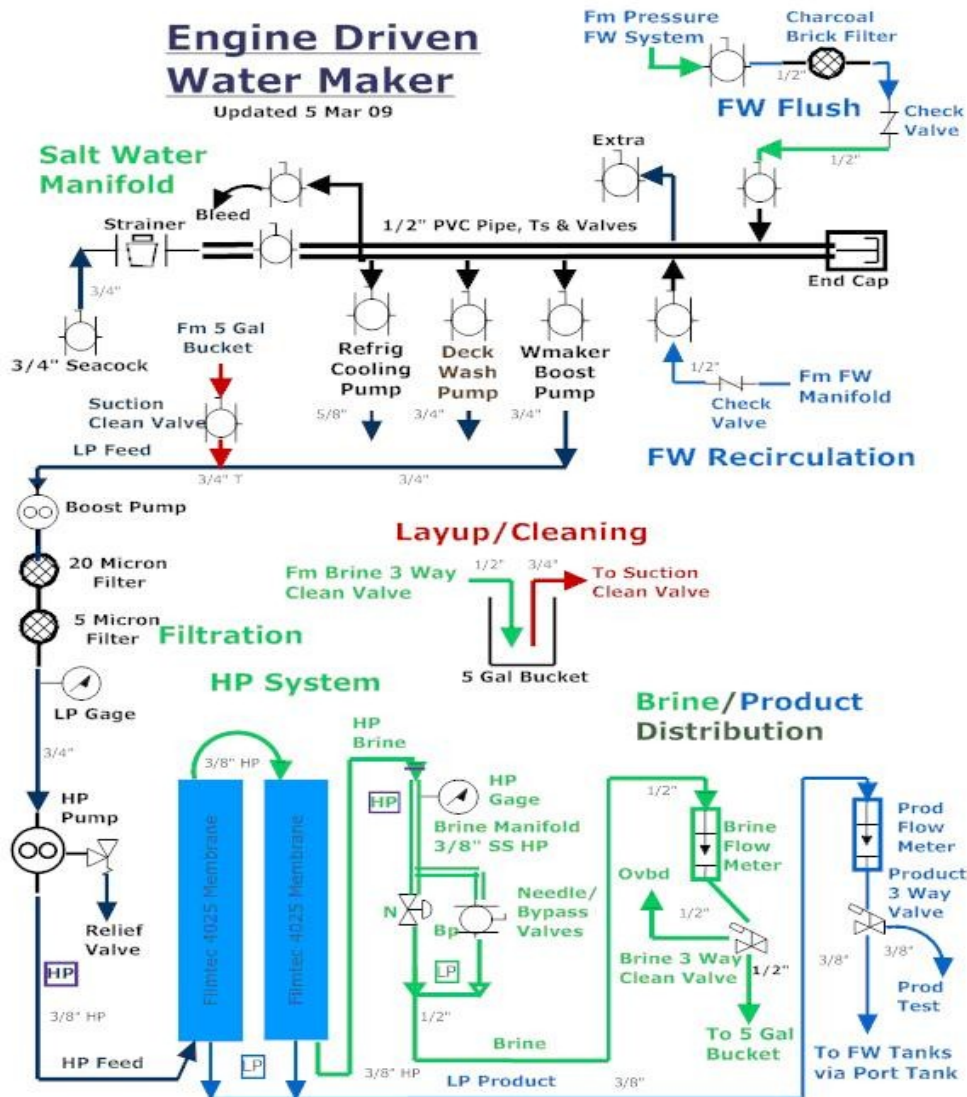 Engine Driven
Water Maker
Updated 5 Mar 09
Fm Pressure
FW System
Charcoal
Brick Filter
1/2"
FW Flush
Check
Valve
1/2"
Salt Water
Manifold
Bleed
Extra
Strainer
1/2" PVC Pipe, Ts & Valves
End Cap
3/4"
3/4" Seacock
Fm 5 Gal
Bucket
Refrig
Cooling
Pump
Deck
Wash
Pump
Wmaker
Boost
Pump
5/8"
3/4"
3/4"
1/2"
Fm FW
Manifold
Check
Valve
FW Recirculation
Suction
Clean Valve
LP Feed
3/4" T
3/4"
Boost Pump
20 Micron
Filter
5 Micron
Filter
Filtration
Layup/Cleaning
Fm Brine 3 Way
Clean Valve
1/2"
3/4"
To Suction
Clean Valve
5 Gal Bucket
LP Gage
3/4"
HP
Pump
Relief
Valve
HP
3/8" HP
HP Feed
HP System
3/8" HP
Filmtec 4025 Membrane
Filmtec 4025 Membrane
LP
HP
Brine
HP
HP
Gage
Brine Manifold
3/8" SS HP
N
Bp
Needle/
Bypass
Valves
LP
1/2"
3/8" HP
Brine
LP Product
3/8"
Brine/Product
Distribution
1/2"
Brine
Flow
Meter
Ovbd
1/2"
Brine 3 Way
Clean Valve
1/2"
To 5 Gal
Bucket
1/2"
Prod
Flow
Meter
Product
3 Way
Valve
3/8"
3/8"
Prod
Test
To FW Tanks
via Port Tank